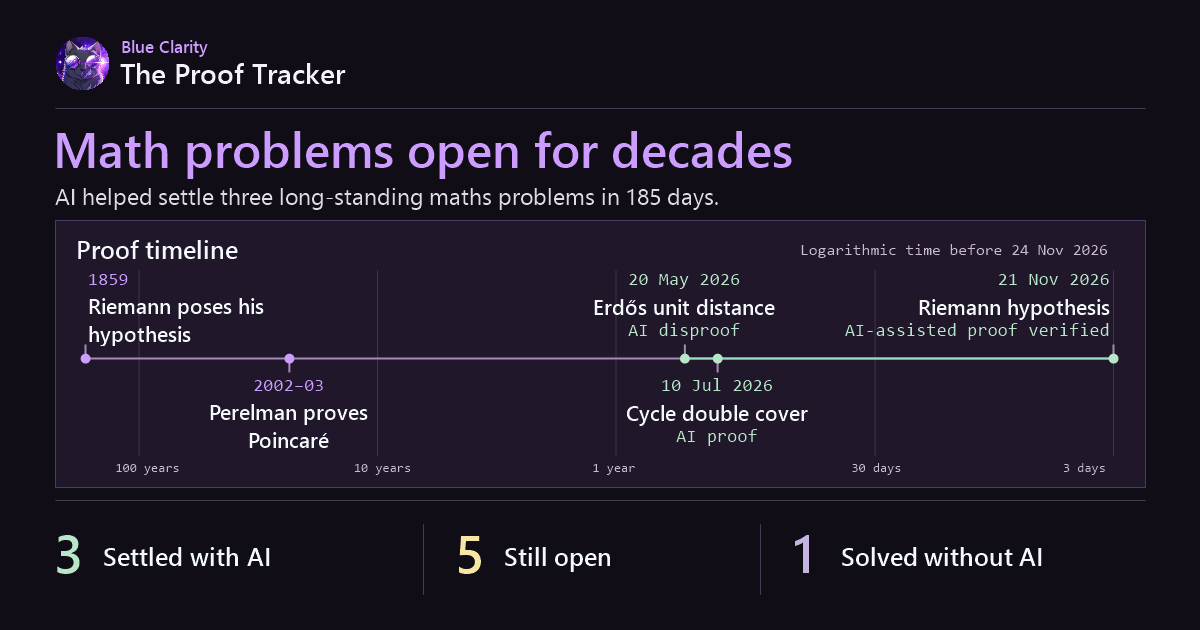 Blue Clarity
The Proof Tracker
Math problems open for decades
AI helped settle three long-standing maths problems in 185 days.
Proof timeline
Logarithmic time before 24 Nov 2026
1859
Riemann poses his
hypothesis
20 May 2026
Erdős unit distance
AI disproof
21 Nov 2026
Riemann hypothesis
AI-assisted proof verified
2002–03
Perelman proves
Poincaré
10 Jul 2026
Cycle double cover
AI proof
100 years
10 years
1 year
30 days
3 days
3 Settled with AI
5 Still open
1 Solved without AI